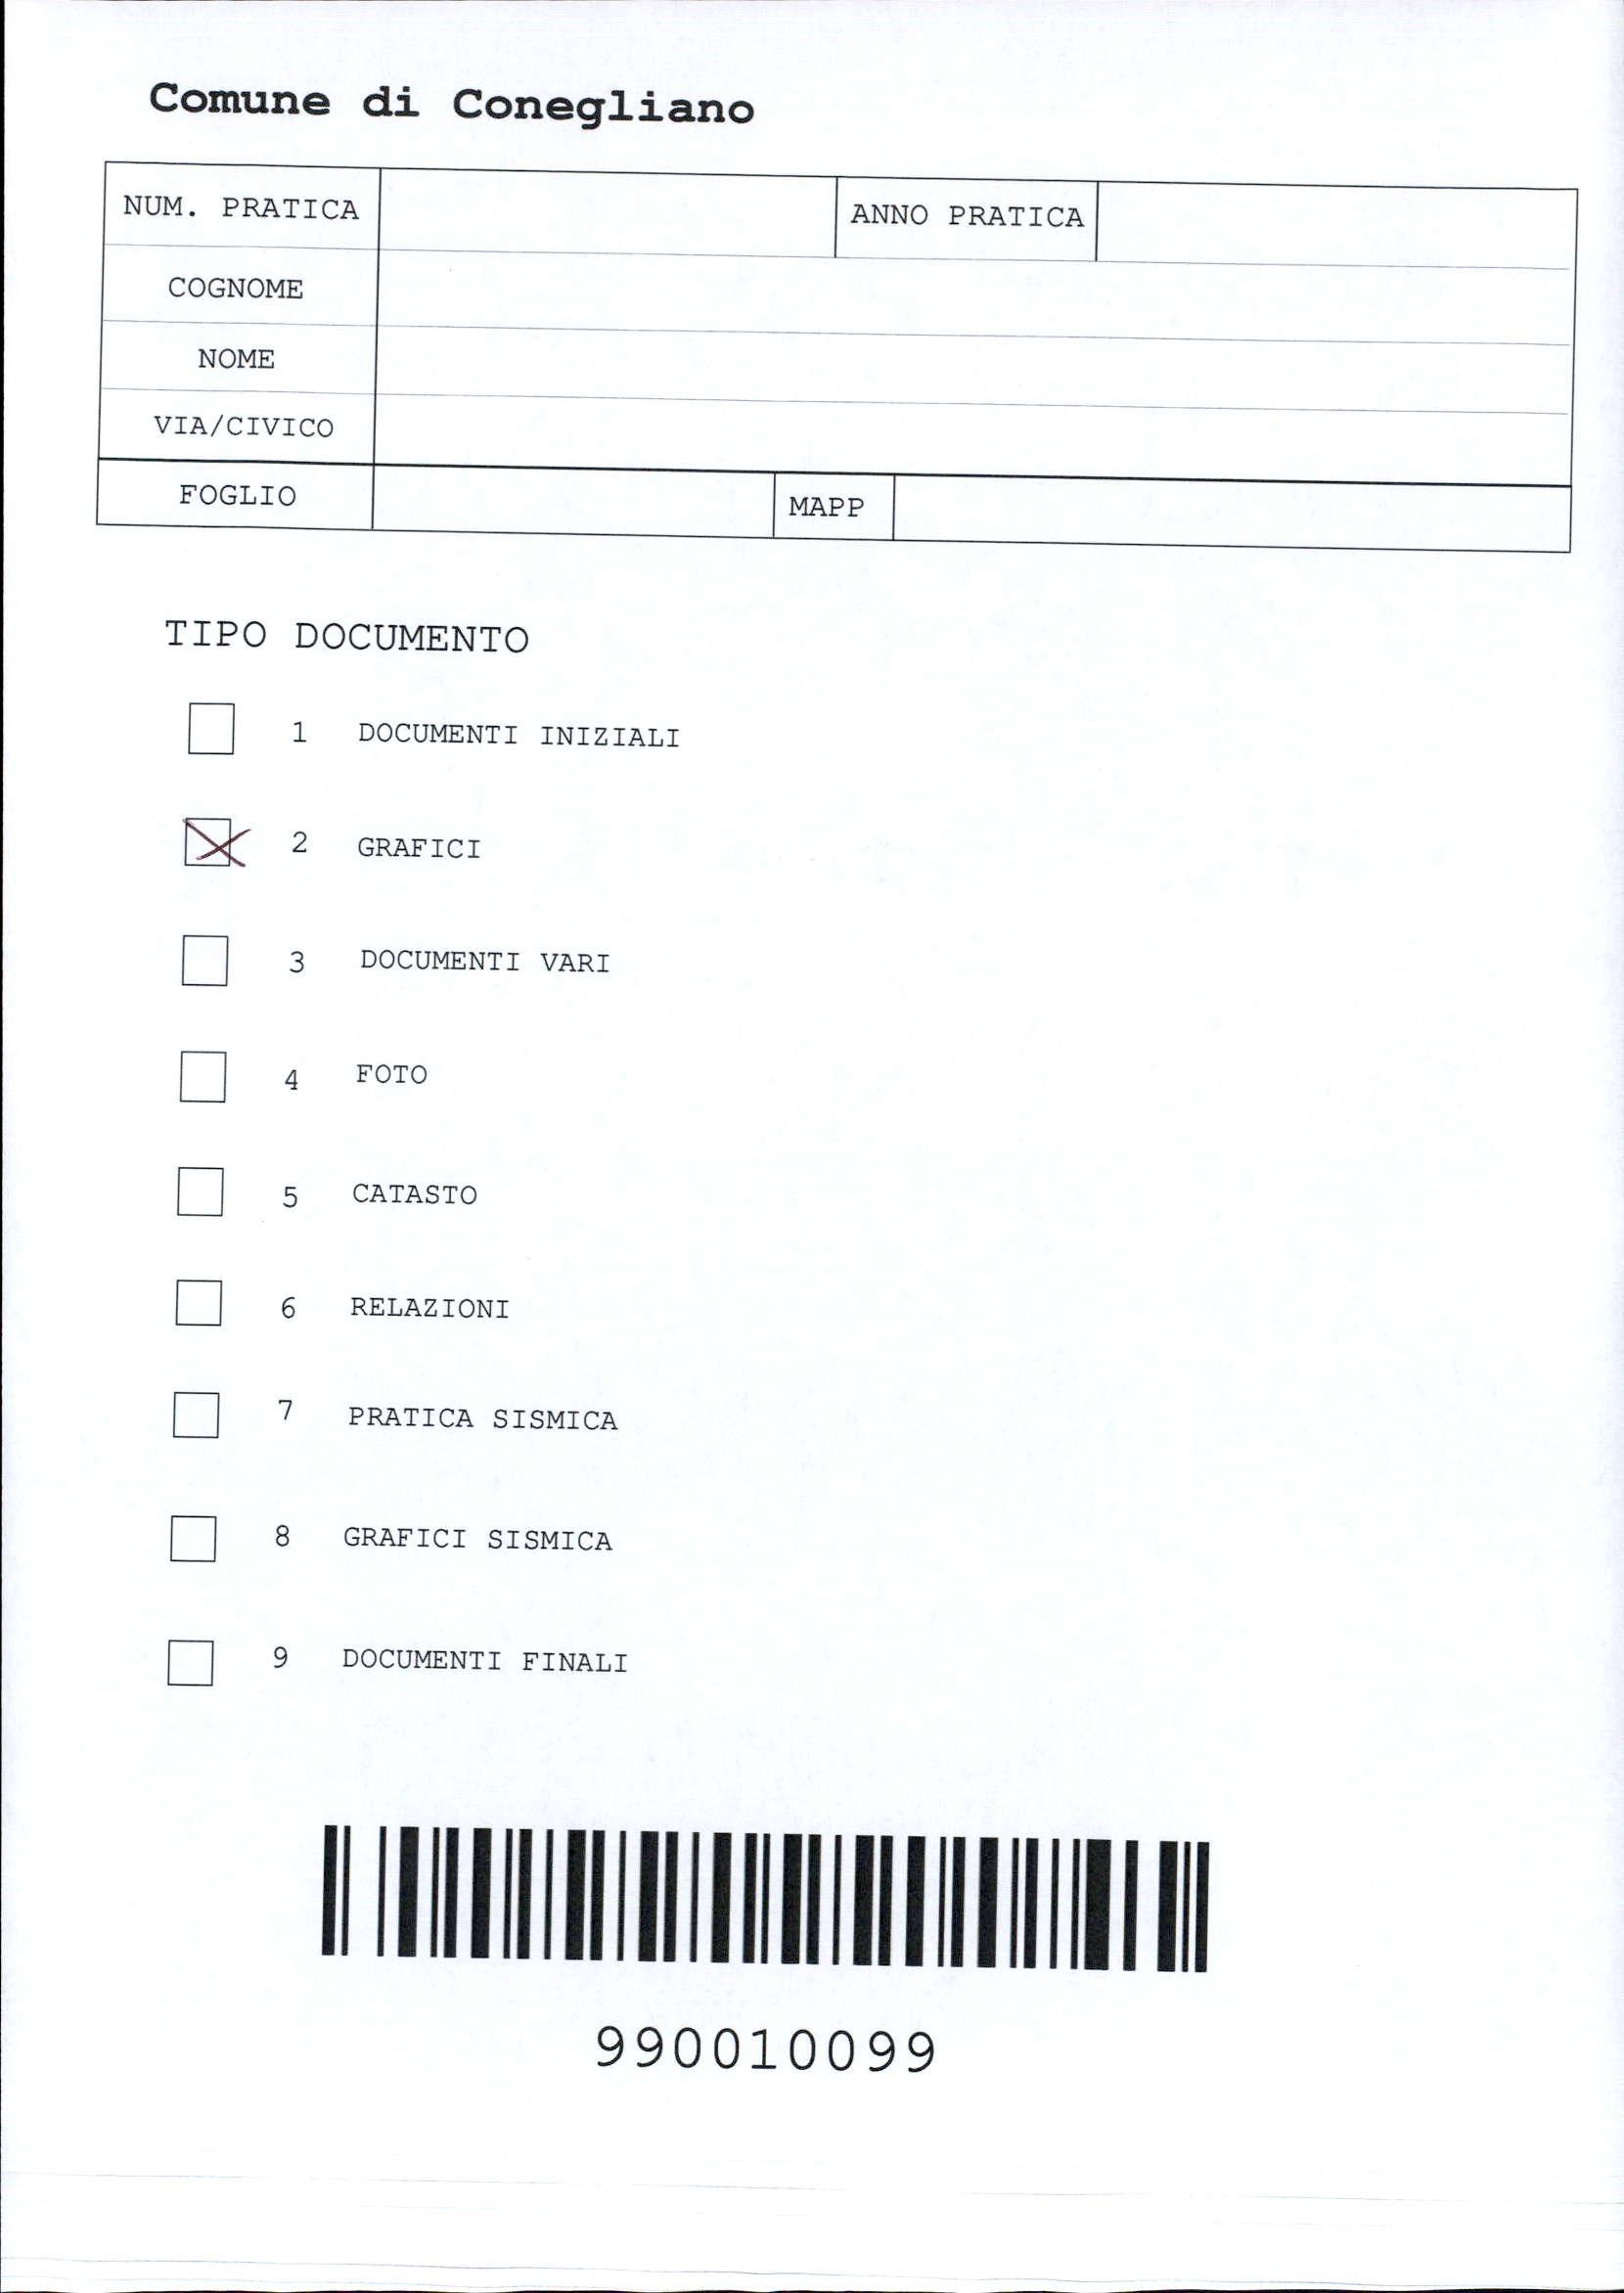 Comune di Conegliano
NUM. PRATICA ANNO PRATICA
COGNOME
NOME
VIA/CIVICO
FOGLIO MAPP
TIPO DOCUMENTO
1 DOCUMENTI INIZIALI
2 GRAFICI
3 DOCUMENTI VARI
4 FOTO
5 CATASTO
6 RELAZIONI
7 PRATICA SISMICA
8 GRAFICI SISMICA
9 DOCUMENTI FINALI
990010099